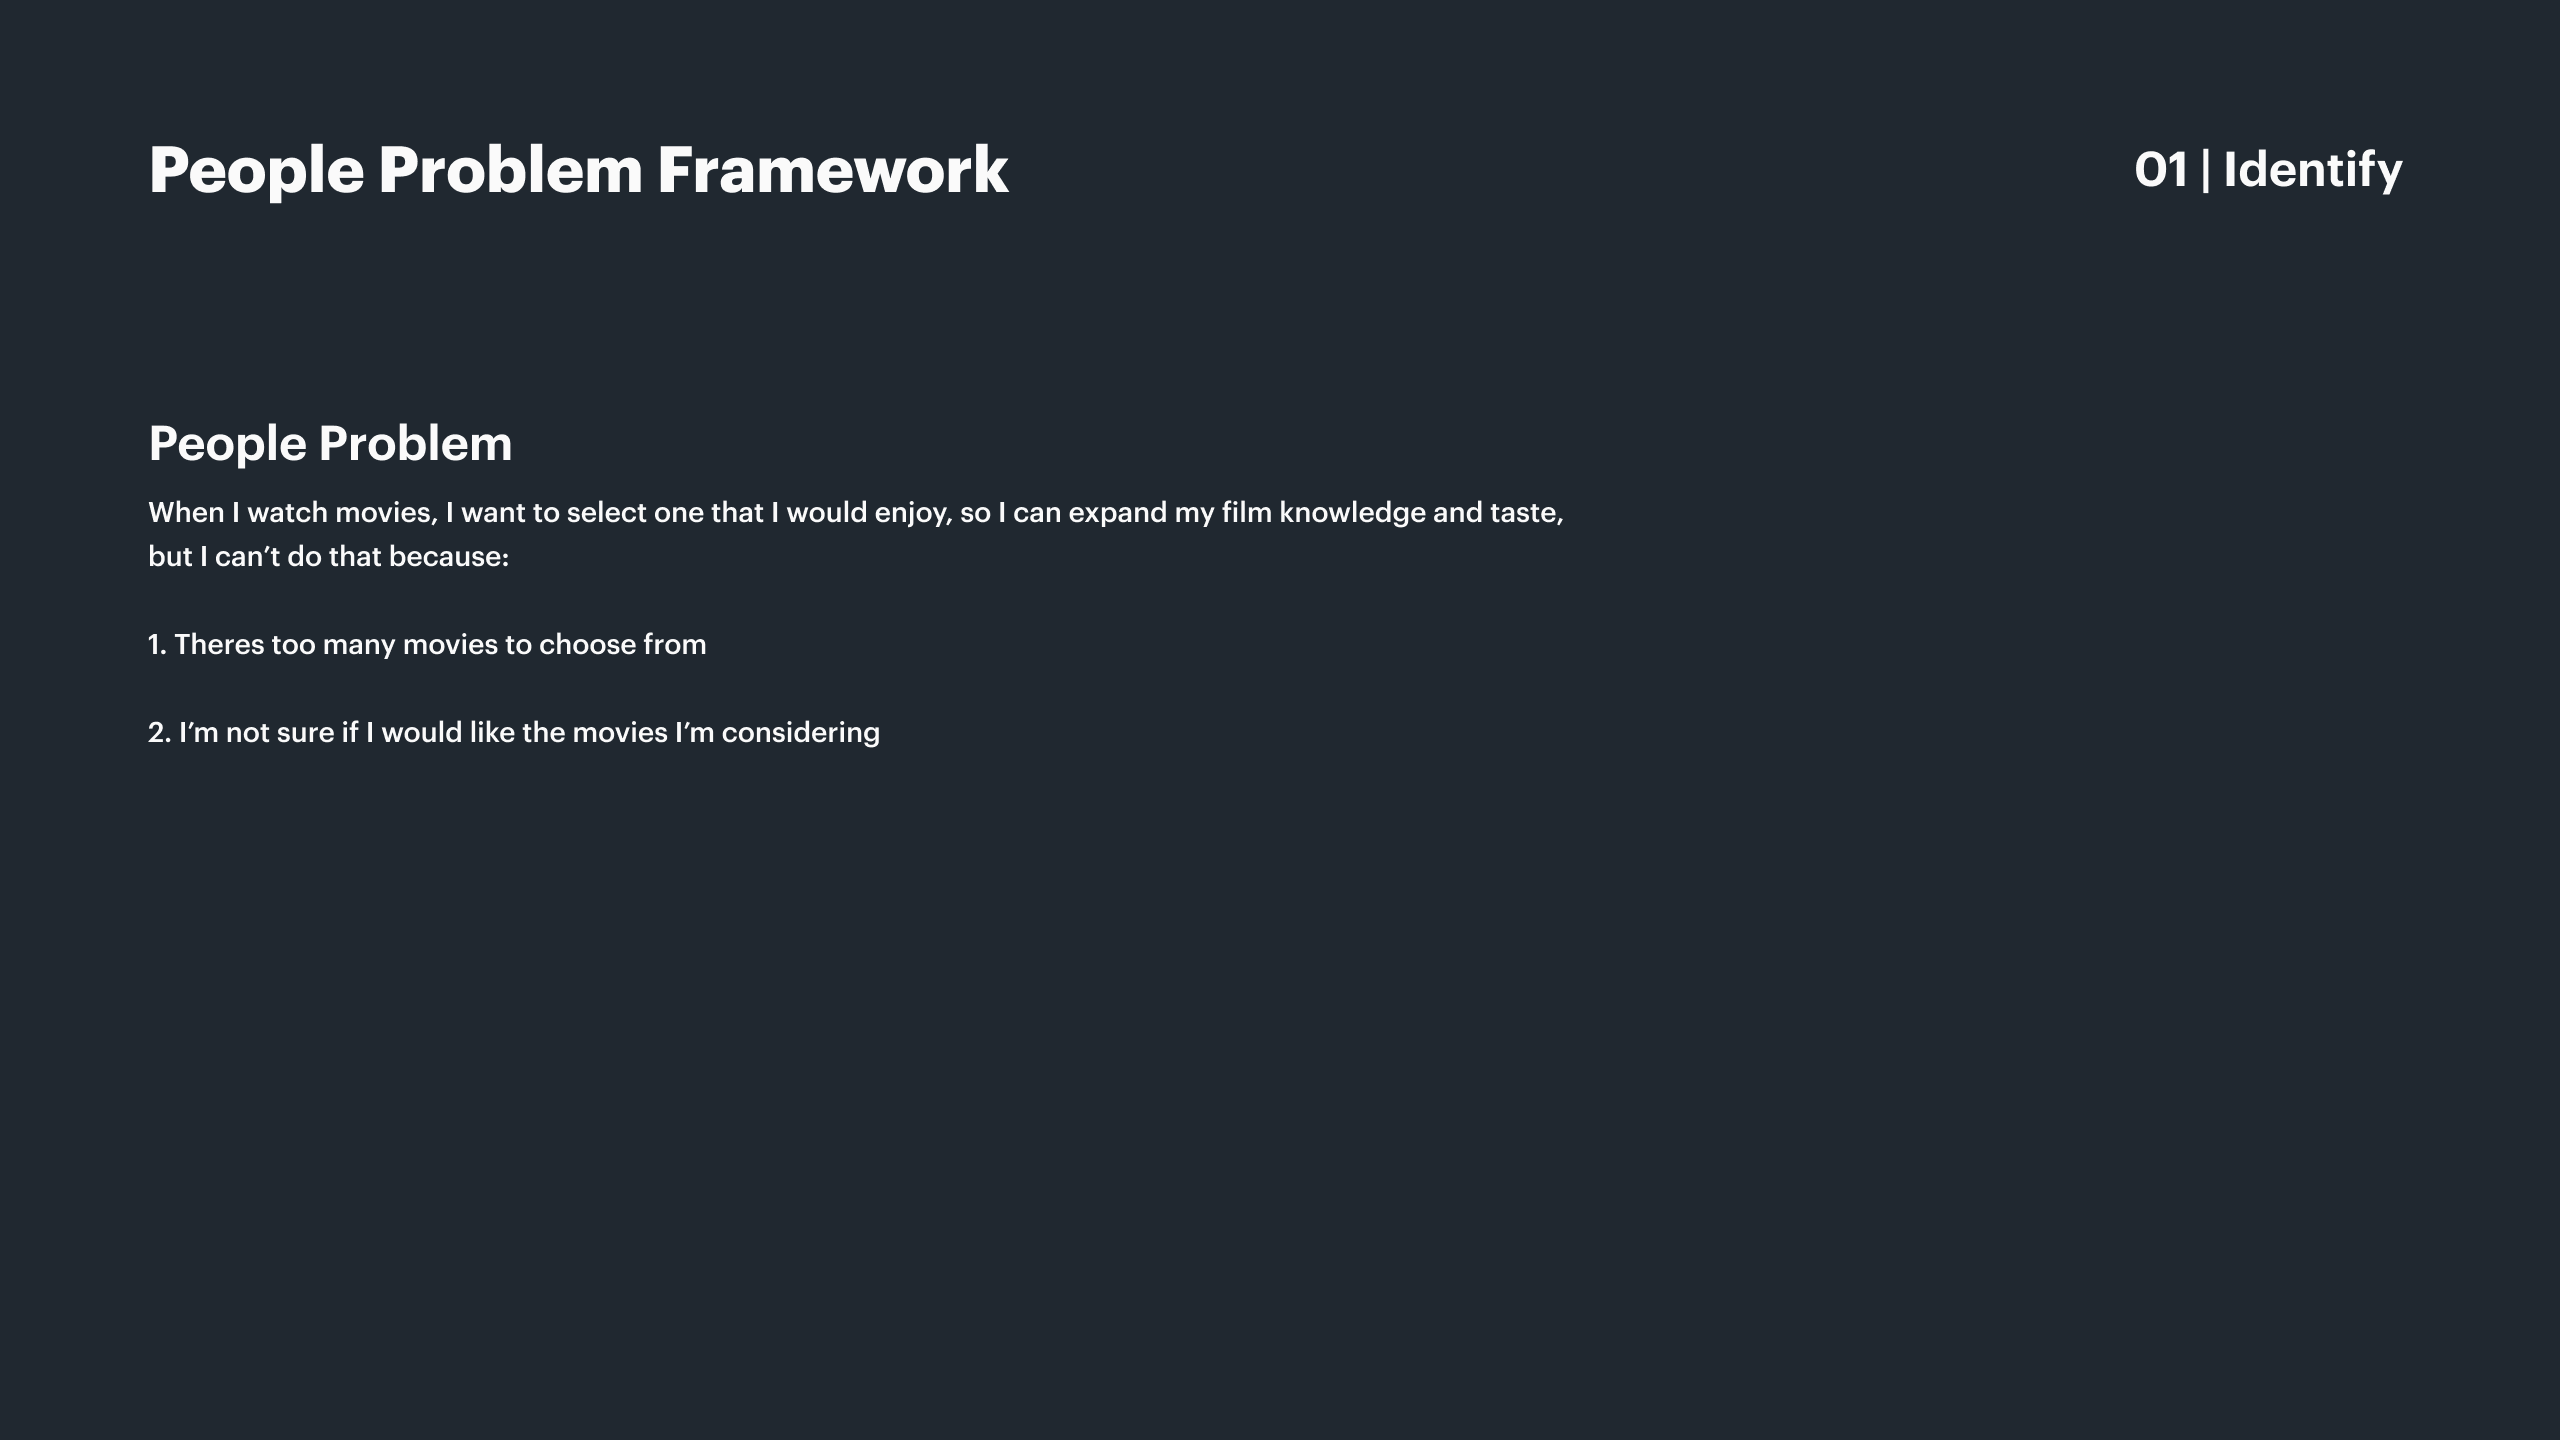 People Problem Framework
01 | Identify
People Problem
When I watch movies, I want to select one that I would enjoy, so I can expand my film knowledge and taste,
but I can’t do that because:
1. Theres too many movies to choose from
2. I’m not sure if I would like the movies I’m considering